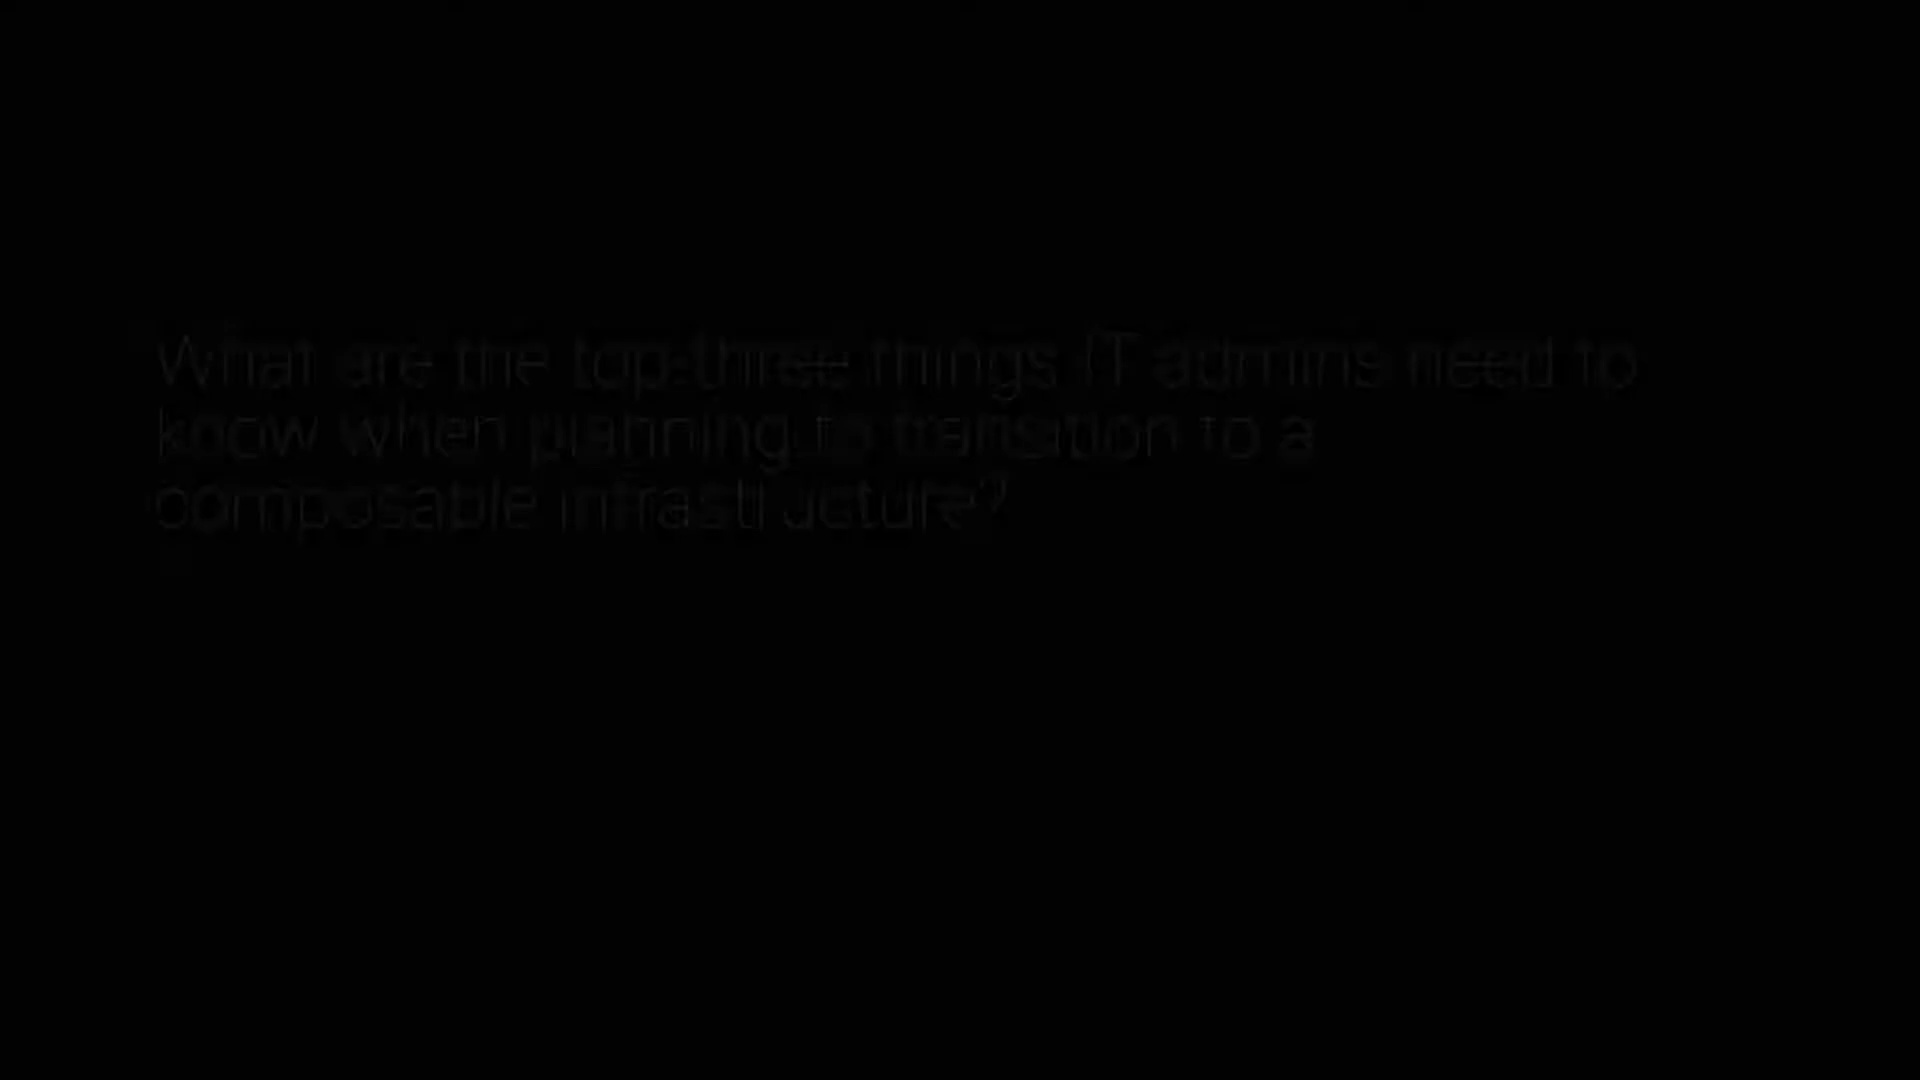 What are the top three things IT admins need to
know when planning to transition to a
composable infrastructure?